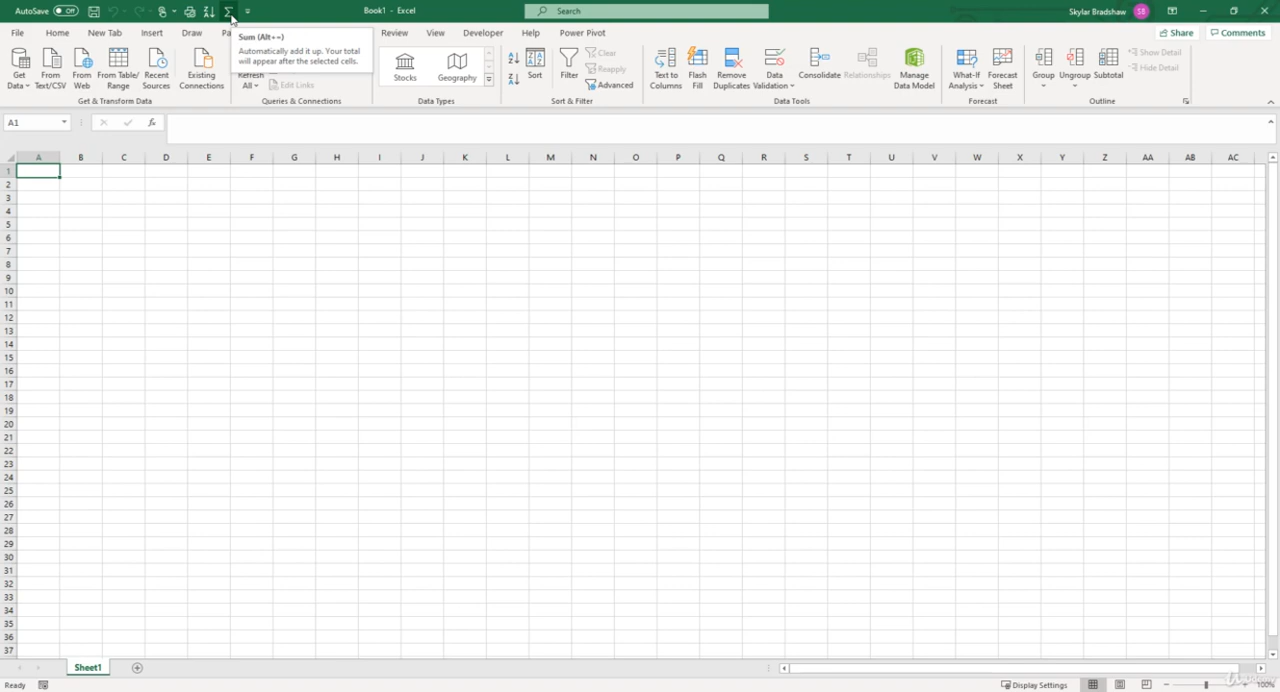 AutoSave Off Book1 - Excel Search Skylar Bradshaw SB
File Home New Tab Insert Draw Pa Review View Developer Help Power Pivot Share Comments
Sum (Alt+=)
Automatically add it up. Your total
will appear after the selected cells.
Get
Data
From
Text/CSV
From
Web
From Table/
Range
Recent
Sources
Existing
Connections
Get & Transform Data
Refresh
All
Edit Links
Queries & Connections
Stocks
Geography
Data Types
Sort
Filter
Clear
Reapply
Advanced
Sort & Filter
Text to
Columns
Flash
Fill
Remove
Duplicates
Data
Validation
Consolidate
Relationships
Manage
Data Model
Data Tools
What-If
Analysis
Forecast
Sheet
Forecast
Group
Ungroup
Subtotal
Show Detail
Hide Detail
Outline
A1 fx
A B C D E F G H I J K L M N O P Q R S T U V W X Y Z AA AB AC
1
2
3
4
5
6
7
8
9
10
11
12
13
14
15
16
17
18
19
20
21
22
23
24
25
26
27
28
29
30
31
32
33
34
35
36
37
Sheet1
Ready Display Settings 100%